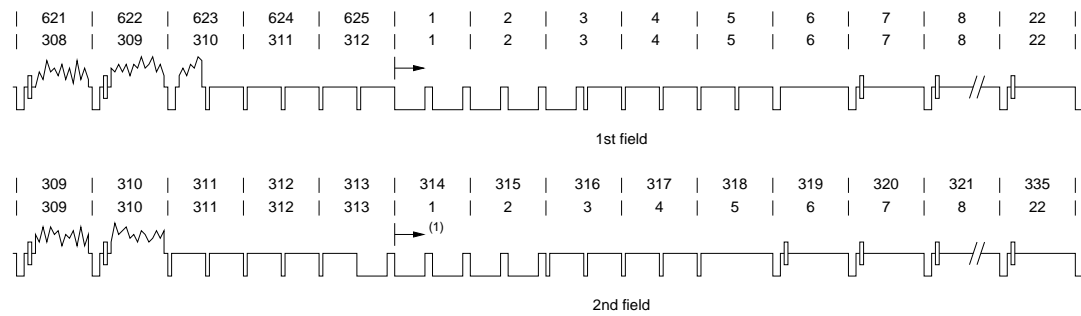 | 621 | 622 | 623 | 624 | 625 | 1 | 2 | 3 | 4 | 5 | 6 | 7 | 8 | 22 |
| 308 | 309 | 310 | 311 | 312 | 1 | 2 | 3 | 4 | 5 | 6 | 7 | 8 | 22 |
1st field
| 309 | 310 | 311 | 312 | 313 | 314 | 315 | 316 | 317 | 318 | 319 | 320 | 321 | 335 |
| 309 | 310 | 311 | 312 | 313 | 1 | 2 | 3 | 4 | 5 | 6 | 7 | 8 | 22 |
(1)
2nd field